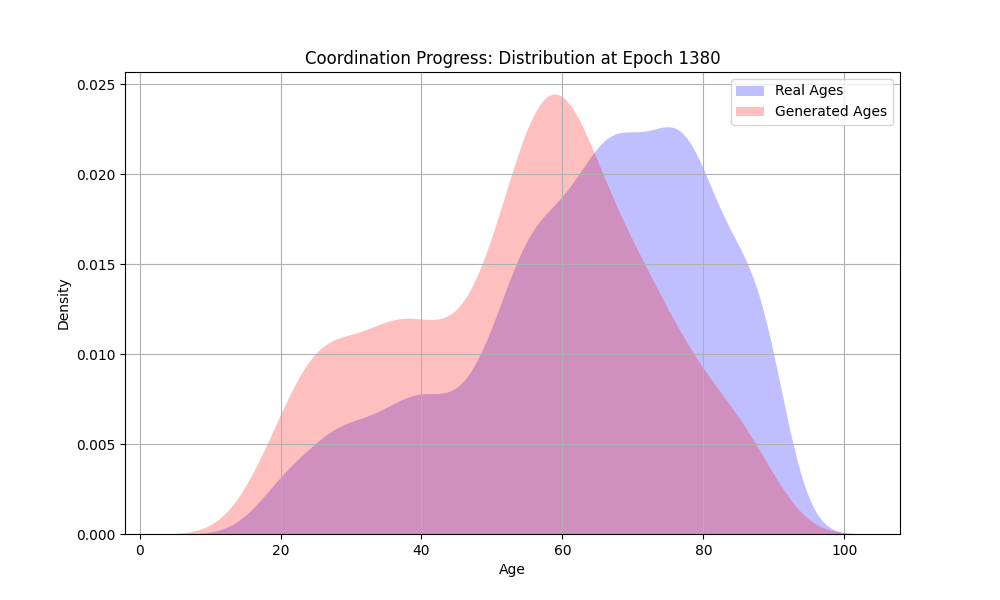 Coordination Progress: Distribution at Epoch 1380
Real Ages
Generated Ages
0.025
0.020
0.015
0.010
0.005
0.000
Density
0 20 40 60 80 100
Age